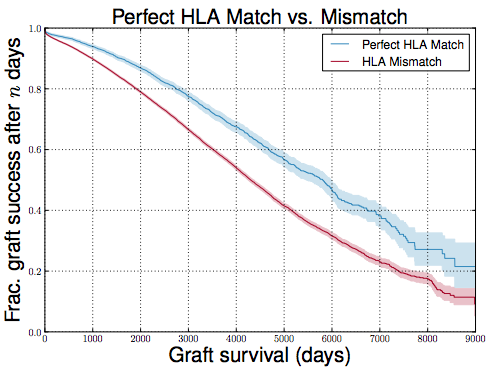 Perfect HLA Match vs. Mismatch
Perfect HLA Match
HLA Mismatch
Frac. graft success after n days
1.0
0.8
0.6
0.4
0.2
0.0
0 1000 2000 3000 4000 5000 6000 7000 8000 9000
Graft survival (days)